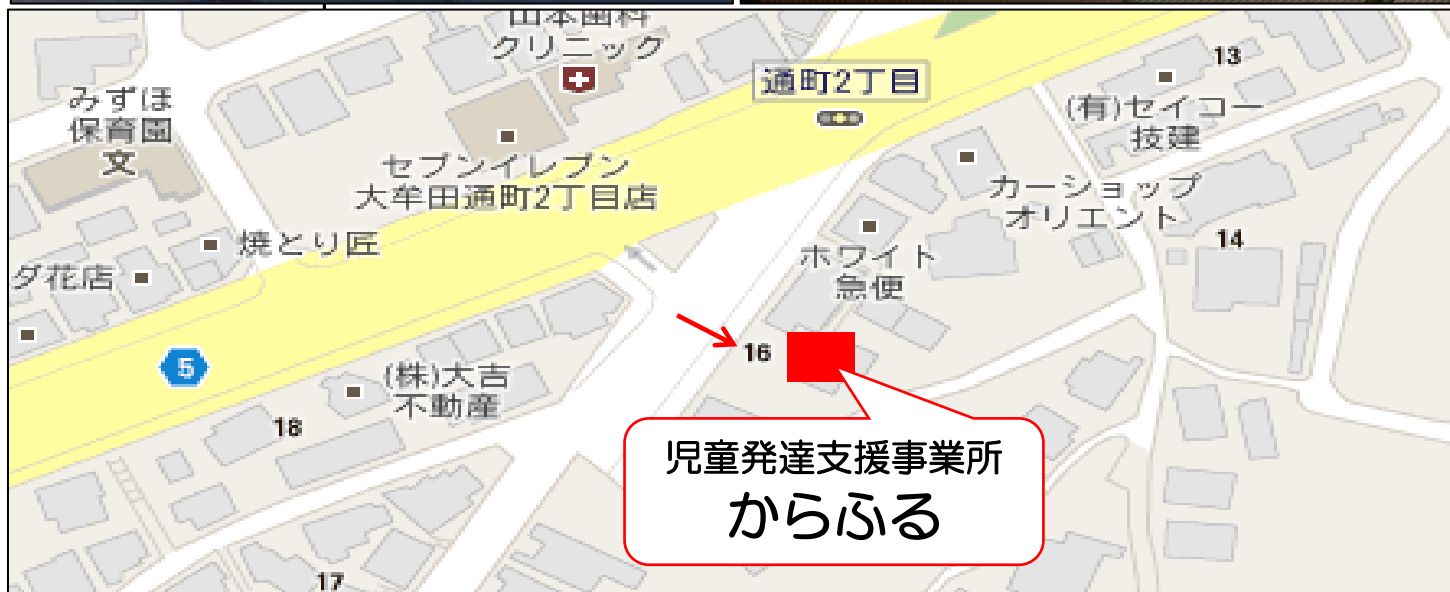 山本歯科
クリニック
13
通町2丁目
みずほ
保育園
文
(有)セイコー
技建
セブンイレブン
大牟田通町2丁目店
カーショップ
オリエント
焼とり匠
14
ホワイト
急便
ダ花店
16
5
(株)大吉
不動産
18
児童発達支援事業所
からふる
17